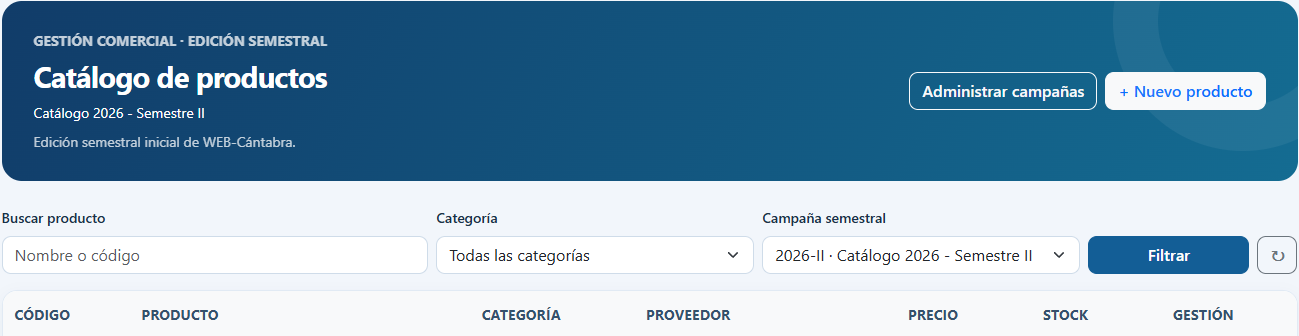 GESTIÓN COMERCIAL · EDICIÓN SEMESTRAL
Catálogo de productos
Catálogo 2026 - Semestre II
Edición semestral inicial de WEB-Cántabra.
Administrar campañas
+ Nuevo producto
Buscar producto
Categoría
Campaña semestral
Nombre o código
Todas las categorías
2026-II · Catálogo 2026 - Semestre II
Filtrar
↻
CÓDIGO PRODUCTO CATEGORÍA PROVEEDOR PRECIO STOCK GESTIÓN